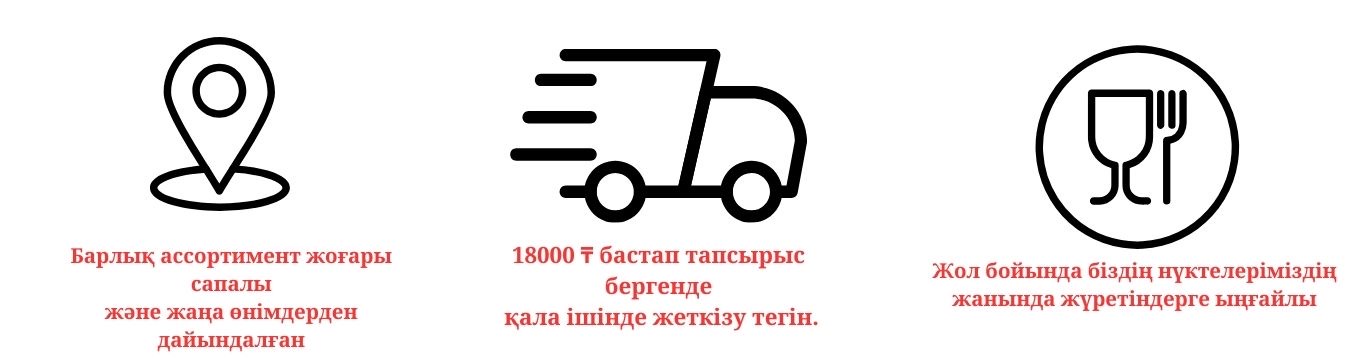 Барлық ассортимент жоғары
сапалы
және жаңа өнімдерден
дайындалған
18000 ₸ бастап тапсырыс
бергенде
қала ішінде жеткізу тегін.
Жол бойында біздің нүктелеріміздің
жанында жүретіндерге ыңғайлы